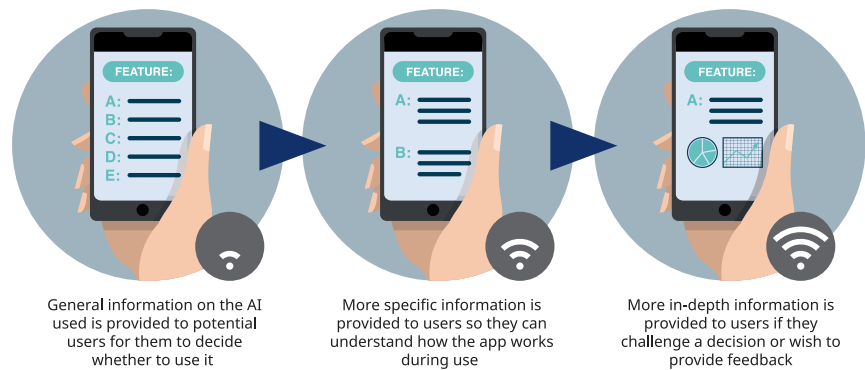 FEATURE:
A:
B:
C:
D:
E:
FEATURE:
A:
B:
FEATURE:
A:
General information on the AI
used is provided to potential
users for them to decide
whether to use it
More specific information is
provided to users so they can
understand how the app works
during use
More in-depth information is
provided to users if they
challenge a decision or wish to
provide feedback